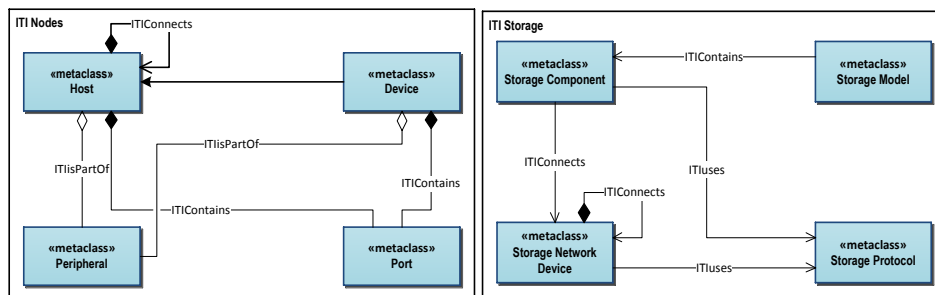 ITI Nodes
ITIConnects
«metaclass»
Host
«metaclass»
Device
ITIisPartOf
ITIisPartOf
ITIContains
ITIContains
«metaclass»
Peripheral
«metaclass»
Port
ITI Storage
«metaclass»
Storage Component
ITIContains
«metaclass»
Storage Model
ITIConnects
ITIuses
ITIConnects
«metaclass»
Storage Network
Device
ITIuses
«metaclass»
Storage Protocol